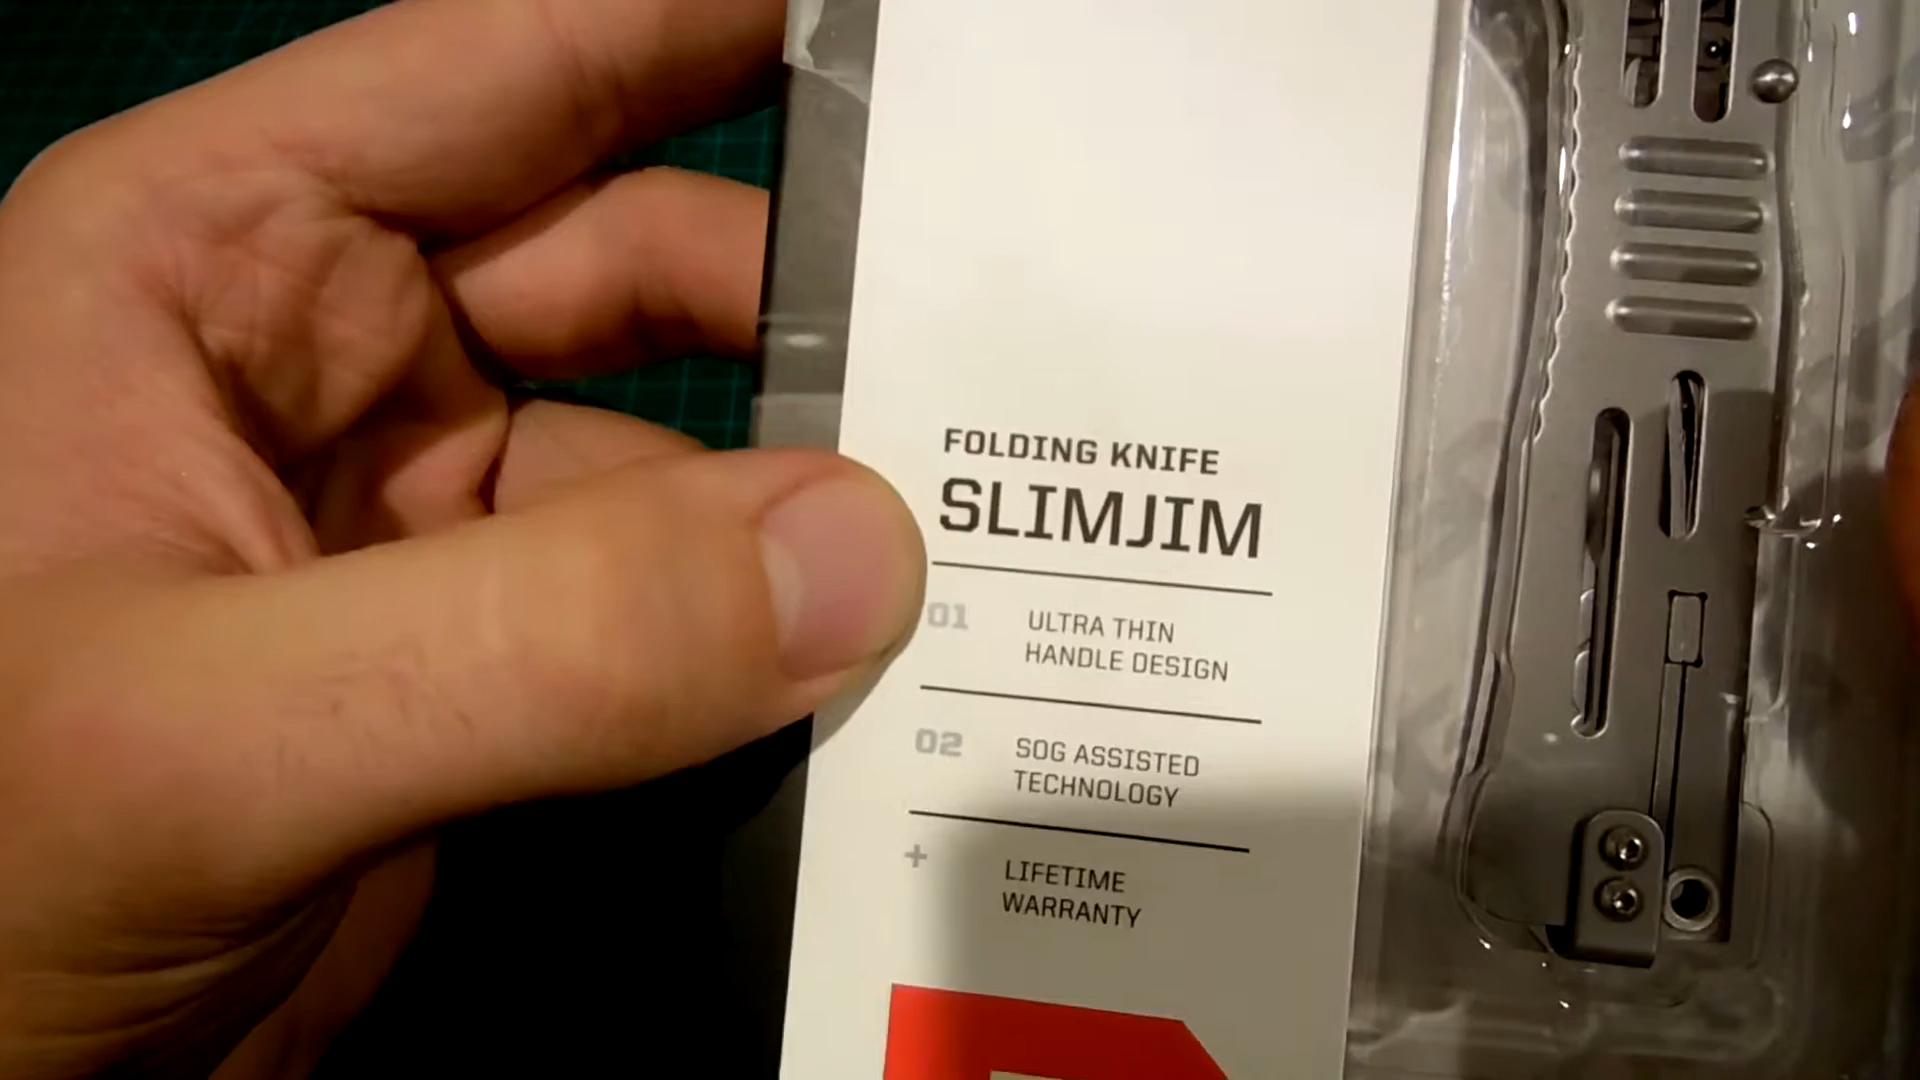 FOLDING KNIFE
SLIMJIM
01 ULTRA THIN
HANDLE DESIGN
02 SOG ASSISTED
TECHNOLOGY
+ LIFETIME
WARRANTY